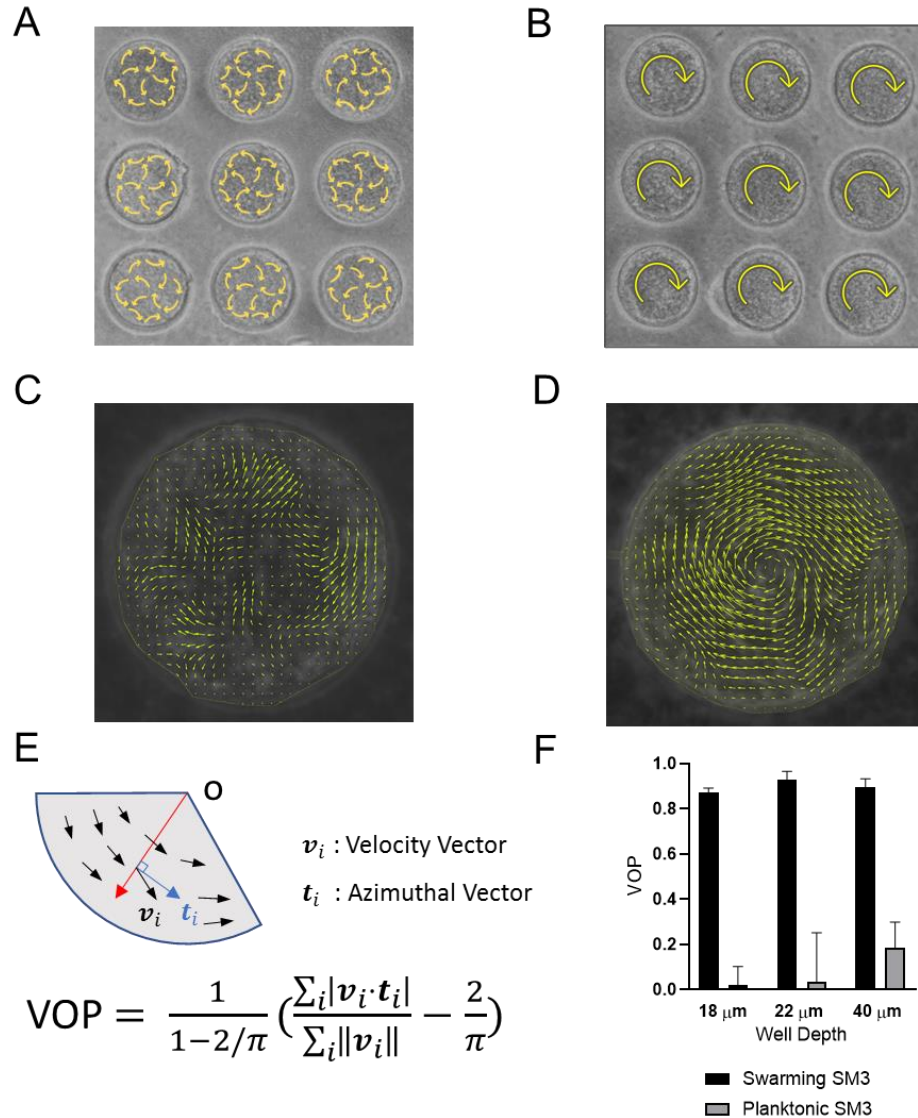 A
B
C
D
E
O
𝒗ᵢ
𝒕ᵢ
𝒗ᵢ : Velocity Vector
𝒕ᵢ : Azimuthal Vector
VOP = 1/(1−2/π) (∑ᵢ|𝒗ᵢ·𝒕ᵢ| / ∑ᵢ‖𝒗ᵢ‖ − 2/π)
F
1.0
0.8
0.6
0.4
0.2
0.0
VOP
18 μm 22 μm 40 μm
Well Depth
Swarming SM3
Planktonic SM3